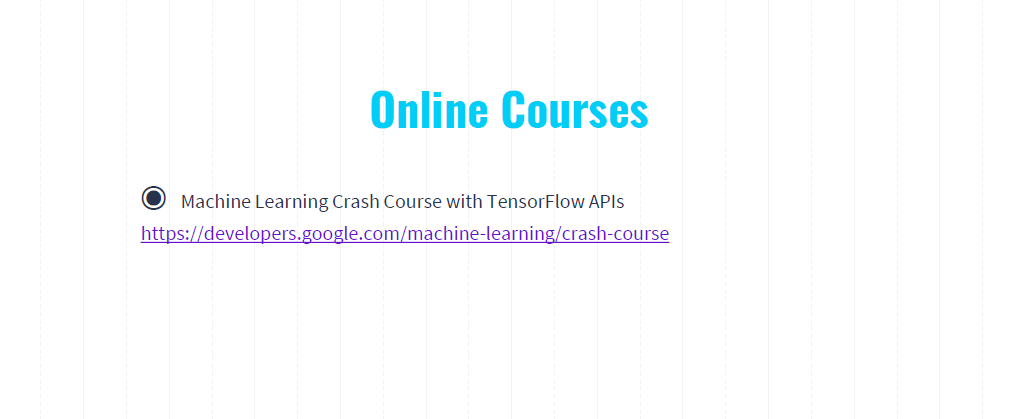 Online Courses
◉ Machine Learning Crash Course with TensorFlow APIs
https://developers.google.com/machine-learning/crash-course